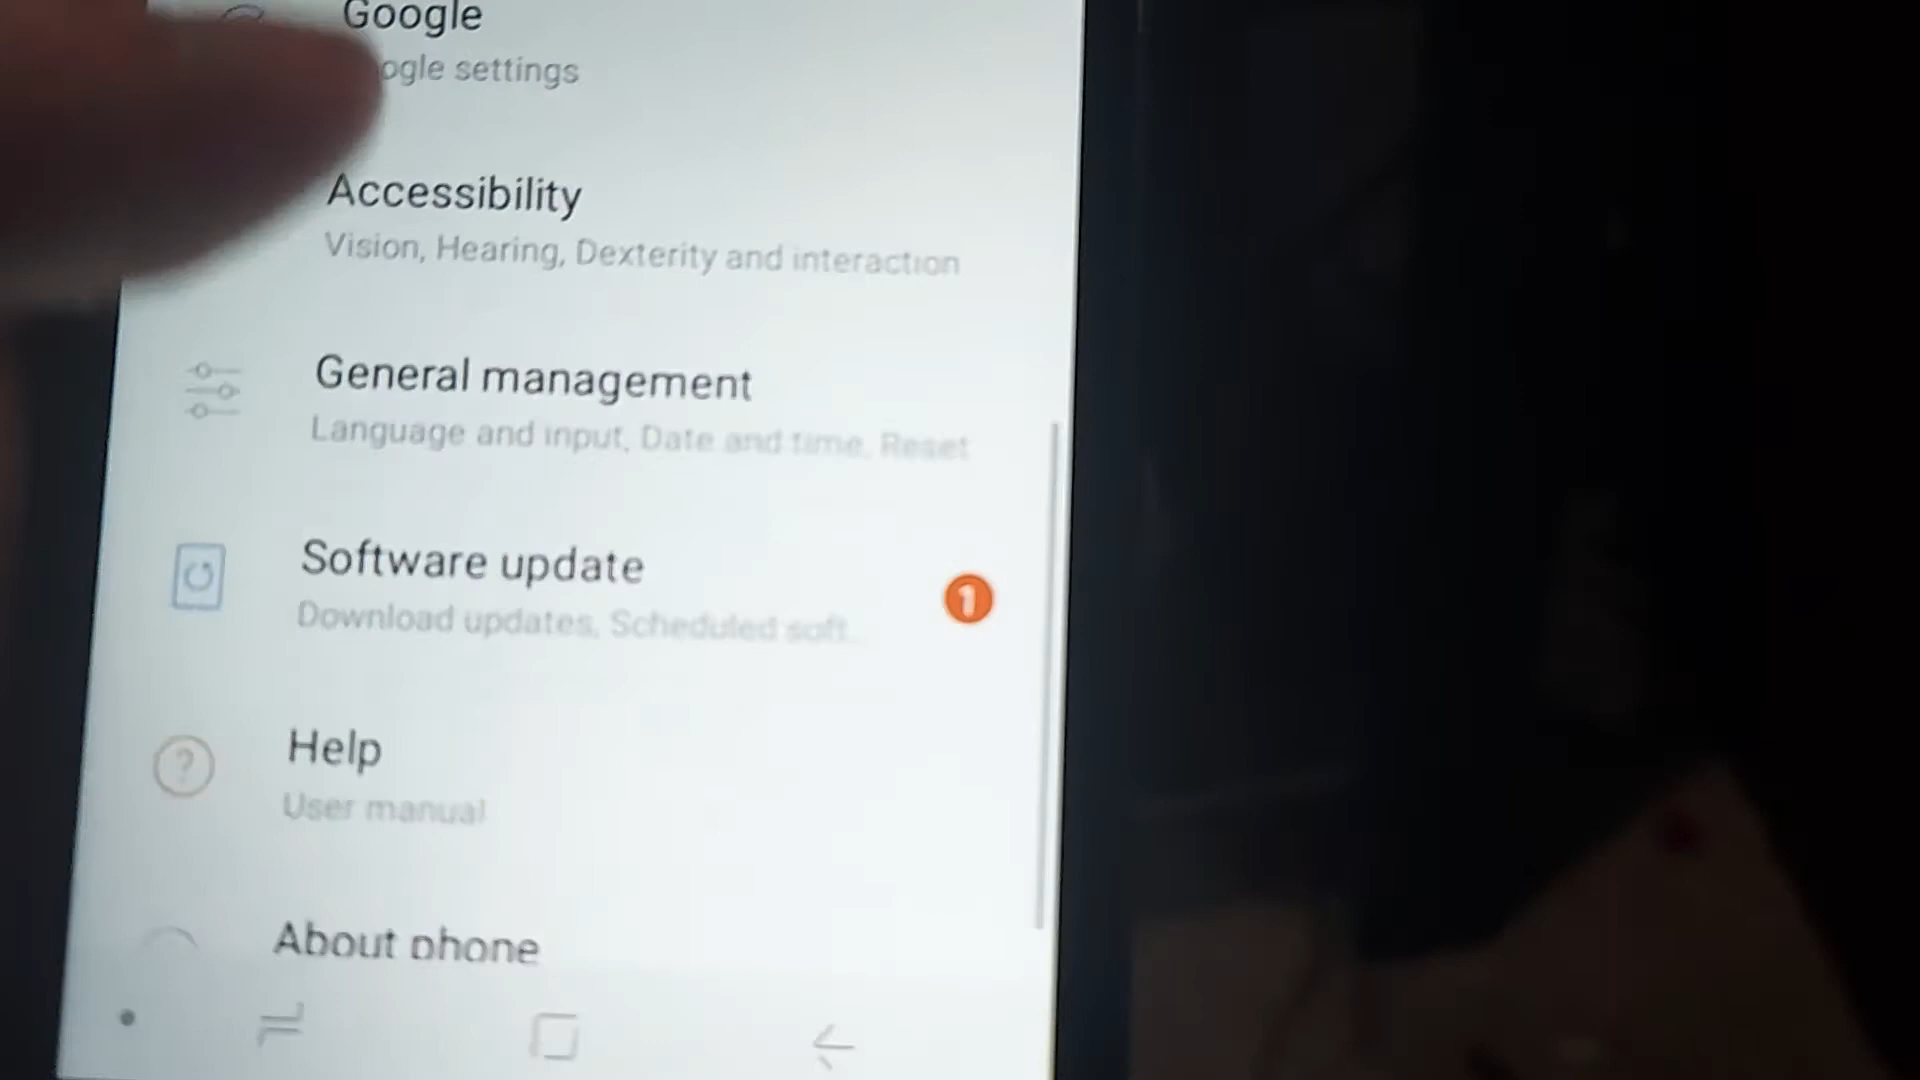 Google
ogle settings
Accessibility
Vision, Hearing, Dexterity and interaction
General management
Language and input, Date and time, Reset
Software update
Download updates, Scheduled soft..
1
Help
User manual
About phone